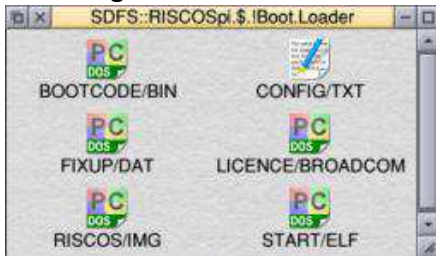 SDFS::RISCOSpi.$.!Boot.Loader
PC
DOS
BOOTCODE/BIN
CONFIG/TXT
PC
DOS
FIXUP/DAT
PC
DOS
LICENCE/BROADCOM
PC
DOS
RISCOS/IMG
PC
DOS
START/ELF